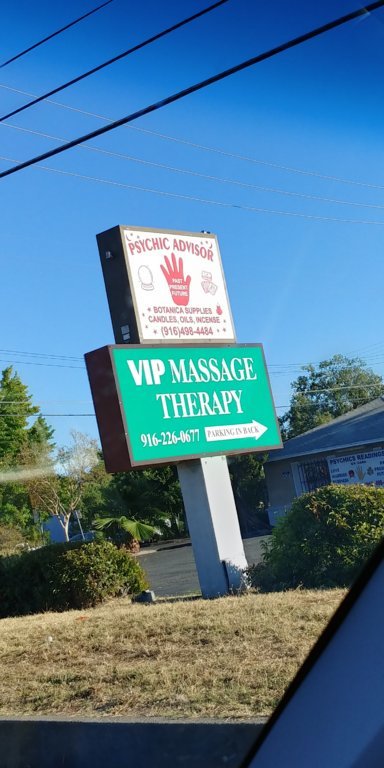 PSYCHIC ADVISOR
PAST
PRESENT
FUTURE
* BOTANICA SUPPLIES *
CANDLES, OILS, INCENSE
(916)498-4484
VIP MASSAGE
THERAPY
916-226-0677 PARKING IN BACK
PSYCHICS READINGS